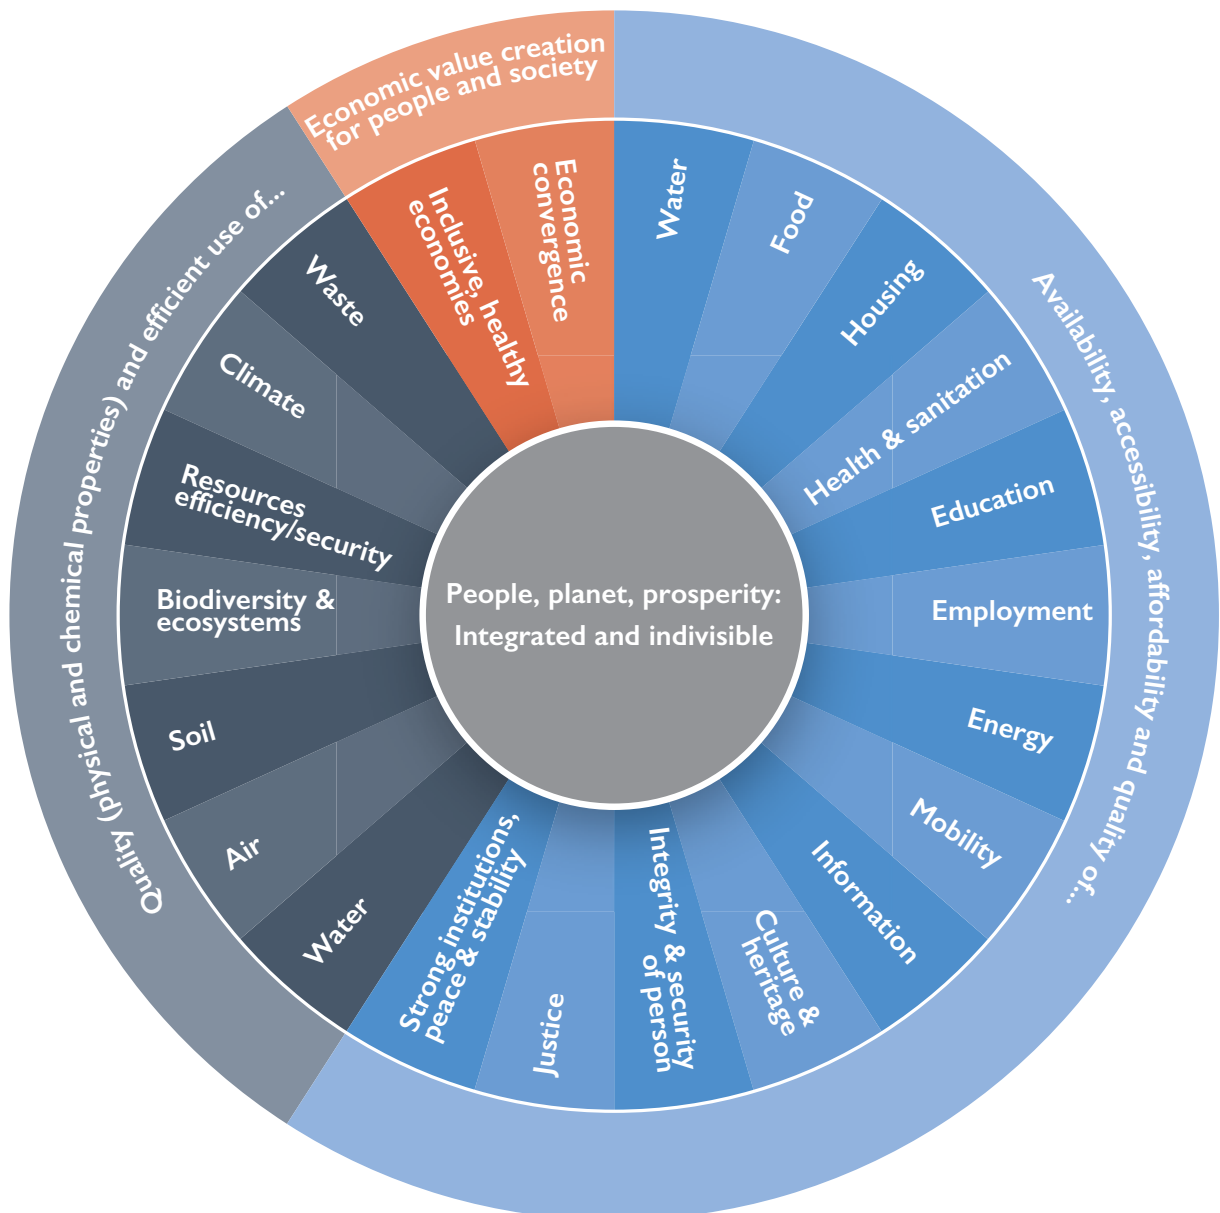 Economic value creation
for people and society
Availability, accessibility, affordability and quality of...
Quality (physical and chemical properties) and efficient use of...
Water
Food
Housing
Health & sanitation
Education
Employment
Energy
Mobility
Information
Culture &
heritage
Integrity & security
of person
Justice
Strong institutions,
peace & stability
Water
Air
Soil
Biodiversity &
ecosystems
Resources
efficiency/security
Climate
Waste
Inclusive, healthy
economies
Economic
convergence
People, planet, prosperity:
Integrated and indivisible